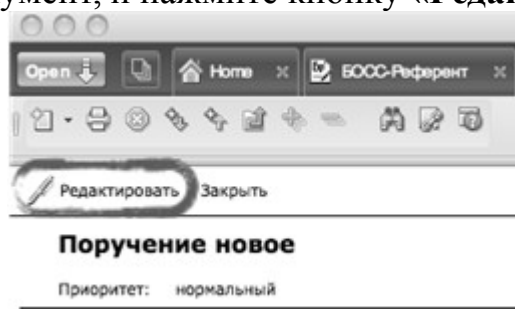 умент, и нажмите кнопку «Редак
Open Home БОСС-Референт
Редактировать Закрыть
Поручение новое
Приоритет: нормальный